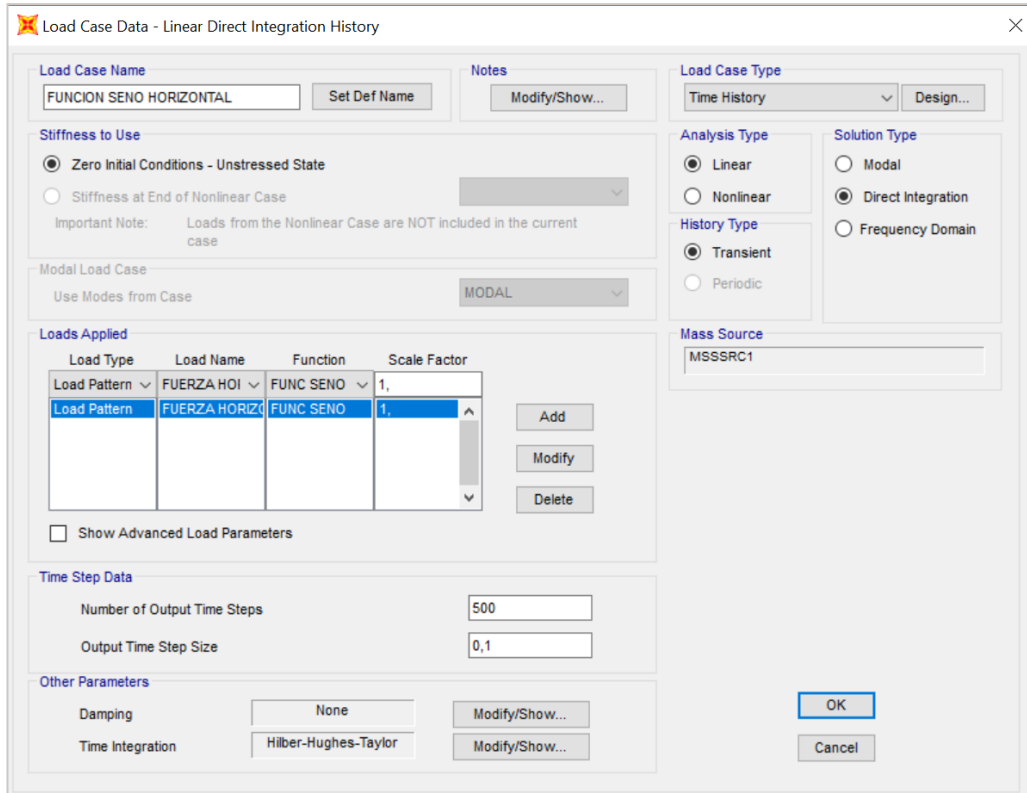 Load Case Data - Linear Direct Integration History
Load Case Name
FUNCION SENO HORIZONTAL
Set Def Name
Notes
Modify/Show...
Load Case Type
Time History
Design...
Stiffness to Use
Zero Initial Conditions - Unstressed State
Stiffness at End of Nonlinear Case
Important Note: Loads from the Nonlinear Case are NOT included in the current
case
Analysis Type
Linear
Nonlinear
Solution Type
Modal
Direct Integration
Frequency Domain
History Type
Transient
Periodic
Modal Load Case
Use Modes from Case
MODAL
Loads Applied
Load Type Load Name Function Scale Factor
Load Pattern FUERZA HOI FUNC SENO 1,
Load Pattern FUERZA HORIZO FUNC SENO 1,
Add
Modify
Delete
Show Advanced Load Parameters
Mass Source
MSSSRC1
Time Step Data
Number of Output Time Steps 500
Output Time Step Size 0,1
Other Parameters
Damping None Modify/Show...
Time Integration Hilber-Hughes-Taylor Modify/Show...
OK
Cancel